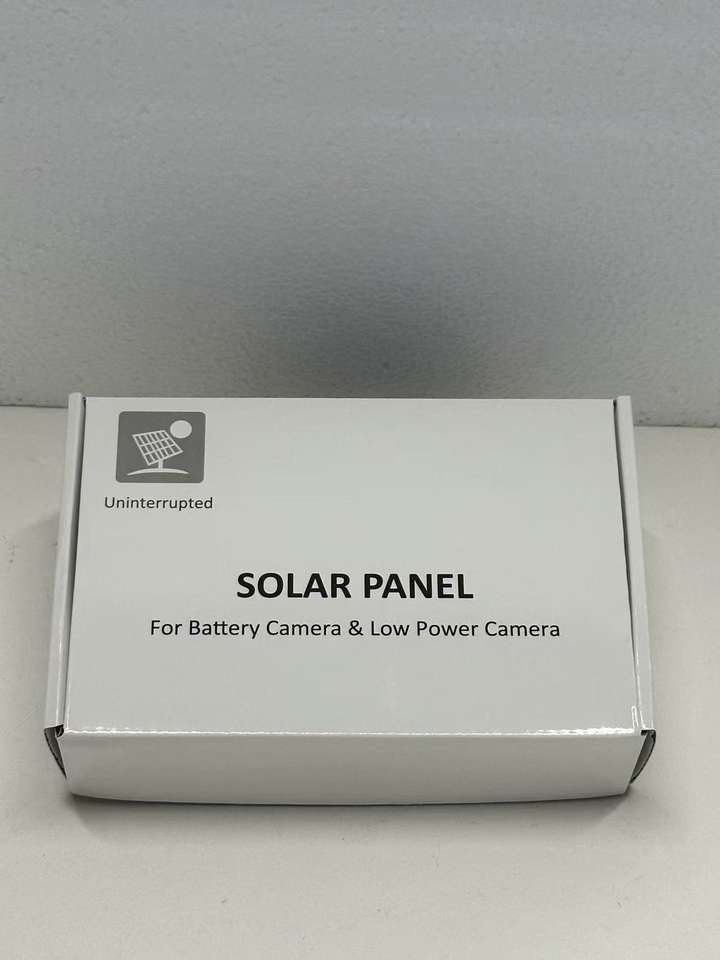 Uninterrupted
SOLAR PANEL
For Battery Camera & Low Power Camera